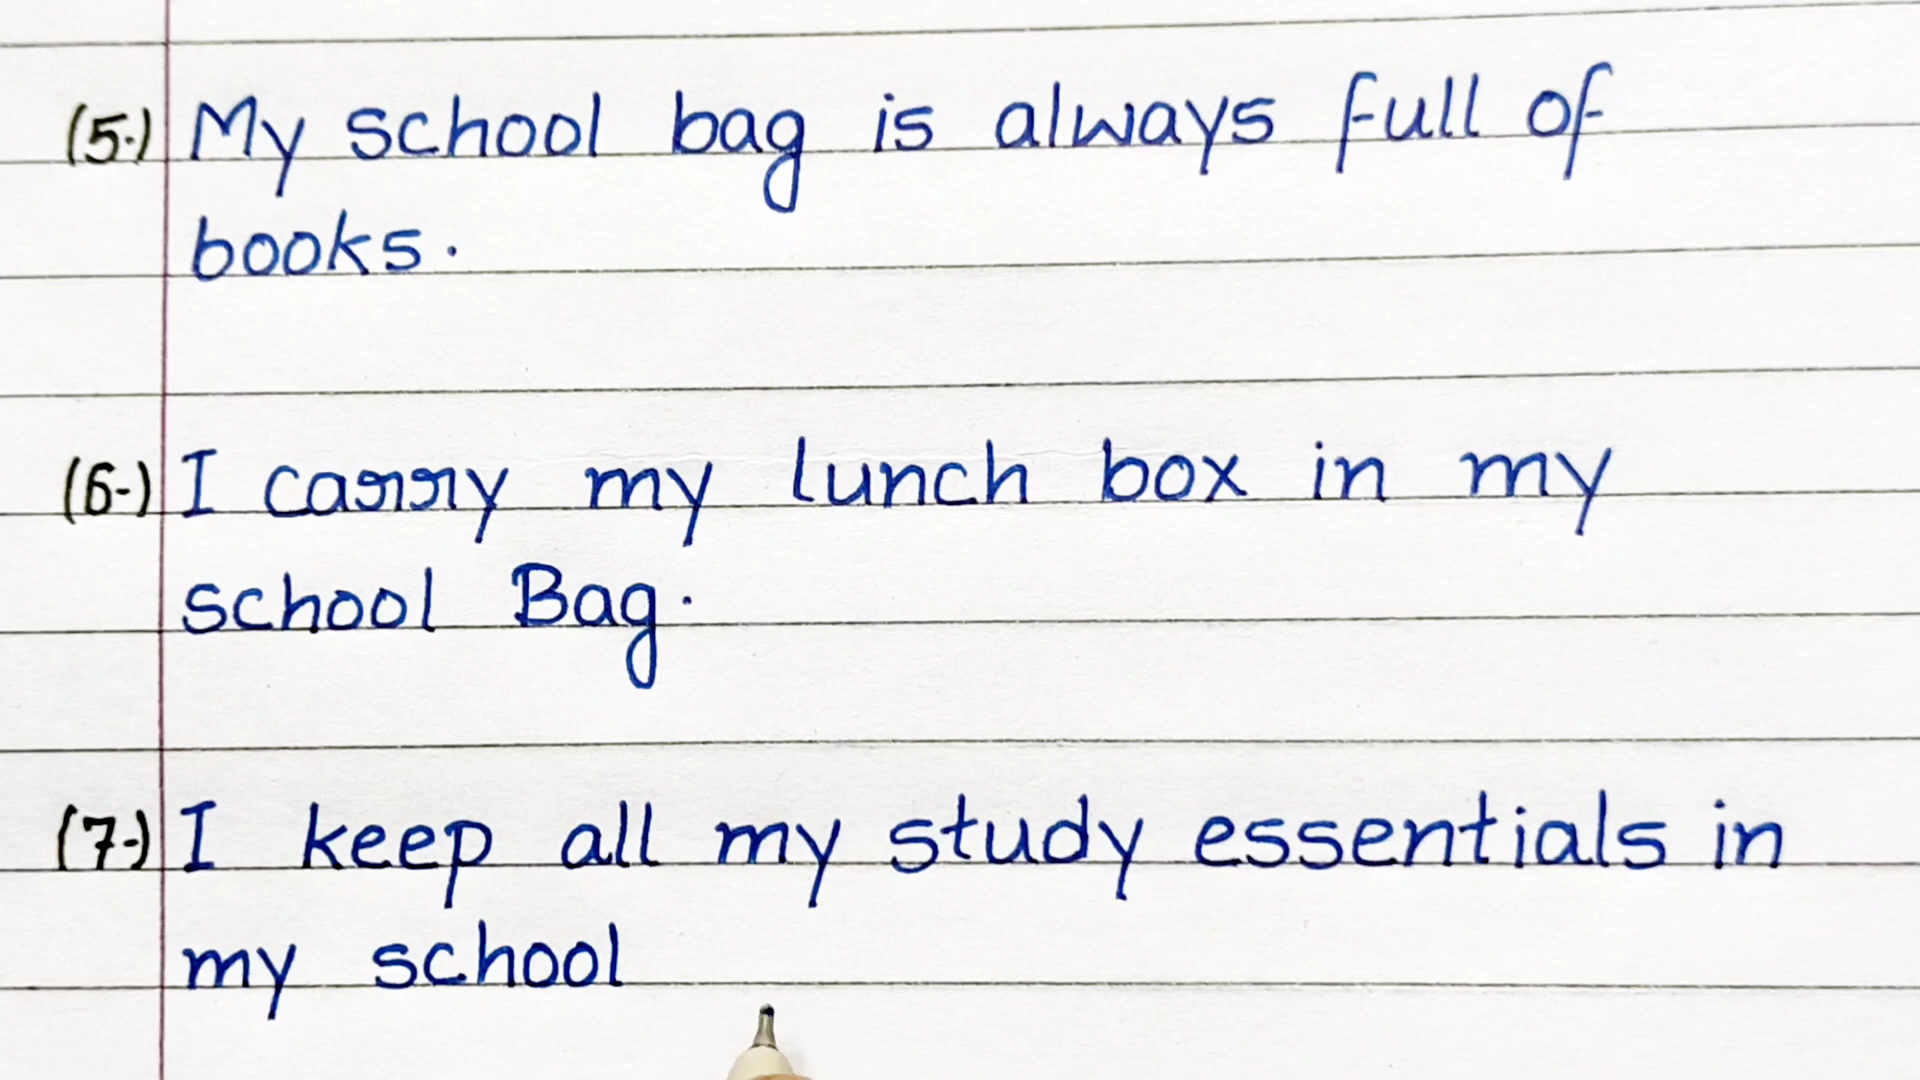 (5.) My school bag is always full of
books.
(6.) I carry my lunch box in my
school Bag.
(7.) I keep all my study essentials in
my school